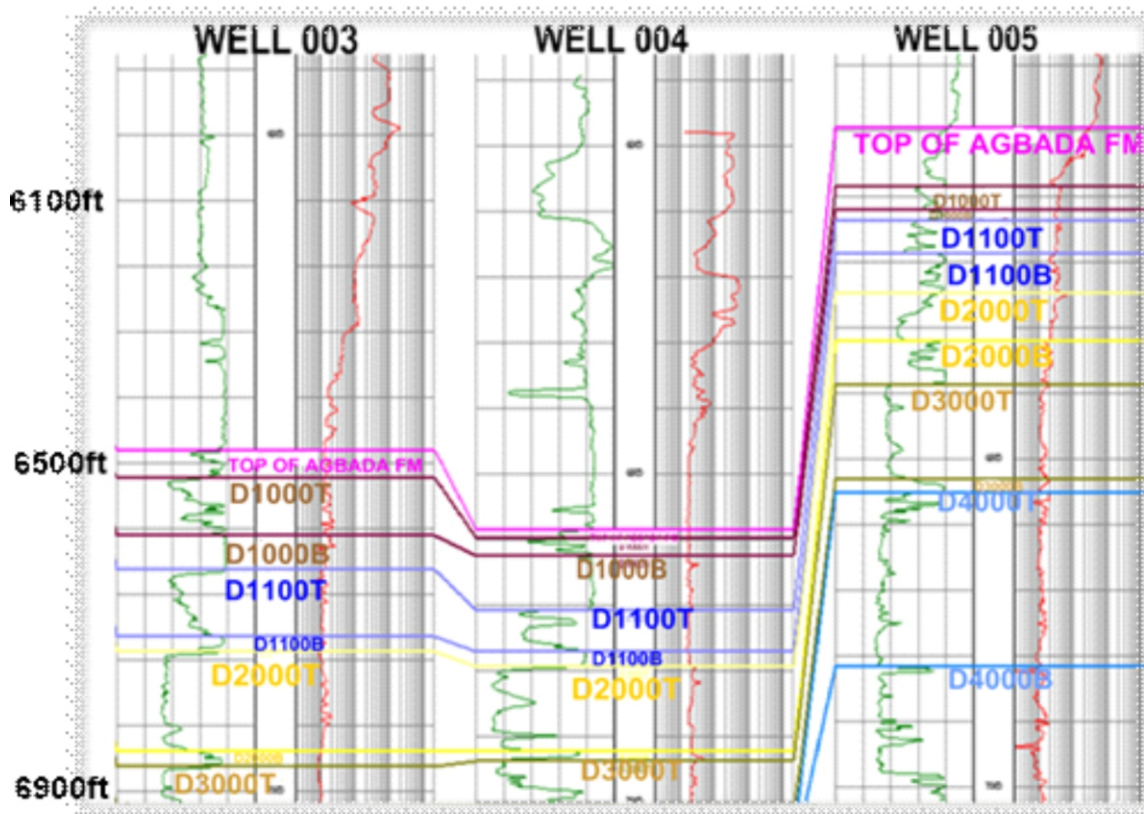 WELL 003
WELL 004
WELL 005
6100ft
6500ft
6900ft
TOP OF AGBADA FM
D1000T
D1000B
D1100T
D1100B
D2000T
D2000B
D3000T
D1000B
D1100T
D1100B
D2000T
D3000T
TOP OF AGBADA FM
D1000T
D1100T
D1100B
D2000T
D2000B
D3000T
D4000T
D4000B